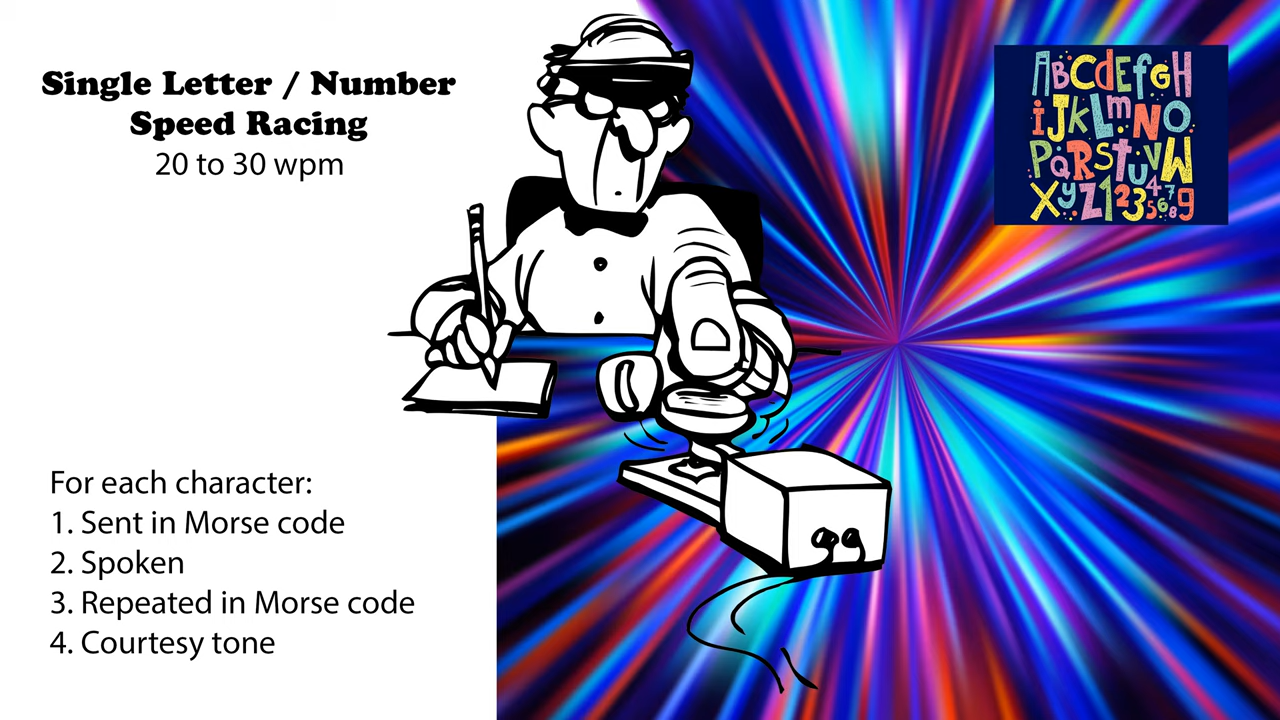 Single Letter / Number
Speed Racing
20 to 30 wpm
ABCdEfGH
iJkLmNO
PQRStuvW
Xyz123456789
For each character:
1. Sent in Morse code
2. Spoken
3. Repeated in Morse code
4. Courtesy tone